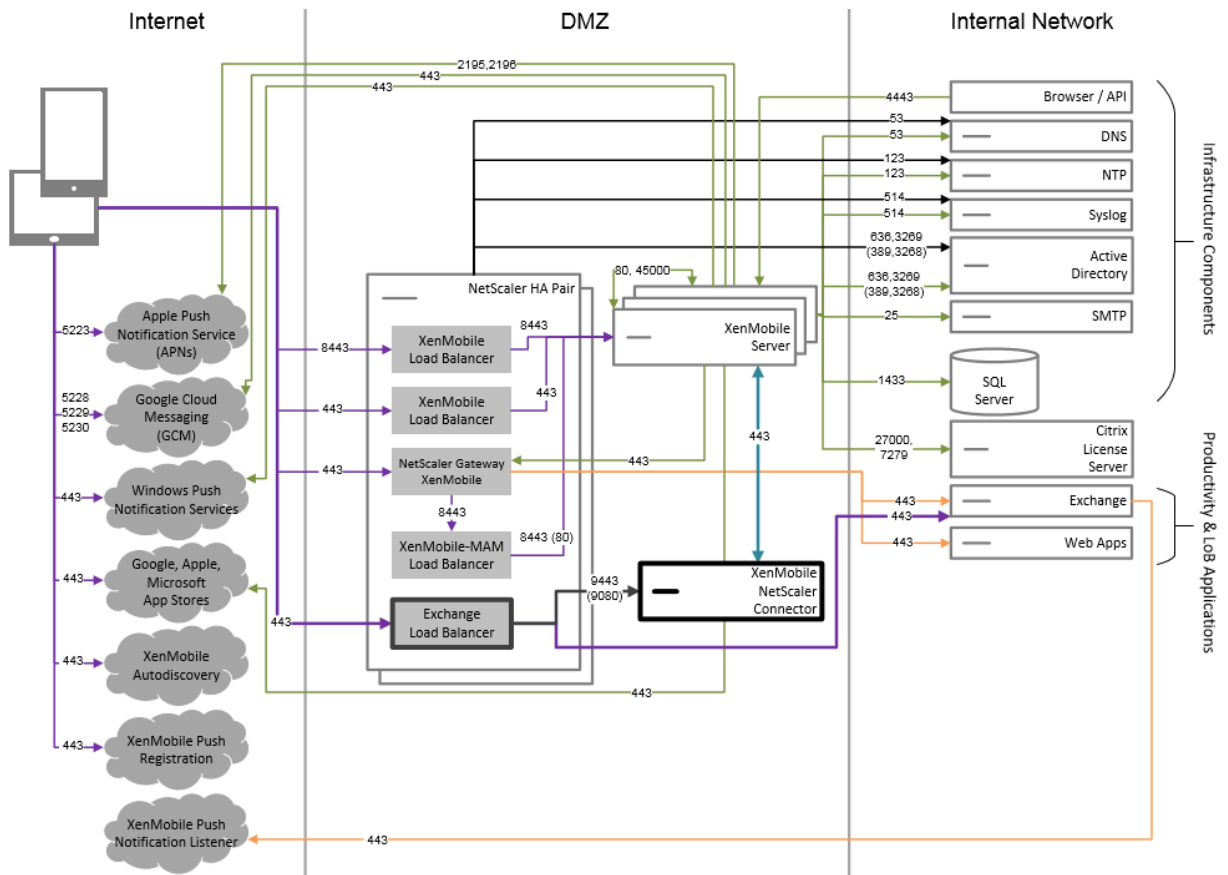 Internet
DMZ
Internal Network
2195,2196
443
443
4443
Browser / API
53
53
DNS
123
123
NTP
514
514
Syslog
636,3269
(389,3268)
636,3269
(389,3268)
Active
Directory
25
SMTP
1433
SQL
Server
27000,
7279
Citrix
License
Server
443
Exchange
443
443
Web Apps
Infrastructure Components
Productivity & LoB Applications
5223
Apple Push
Notification Service
(APNs)
5228
5229
5230
Google Cloud
Messaging
(GCM)
443
Windows Push
Notification Services
443
Google, Apple,
Microsoft
App Stores
443
XenMobile
Autodiscovery
443
XenMobile Push
Registration
XenMobile Push
Notification Listener
443
NetScaler HA Pair
8443
XenMobile
Load Balancer
8443
443
XenMobile
Load Balancer
443
443
NetScaler Gateway
XenMobile
443
8443
XenMobile-MAM
Load Balancer
8443 (80)
443
Exchange
Load Balancer
9443
(9080)
80, 45000
XenMobile
Server
443
XenMobile
NetScaler
Connector
443